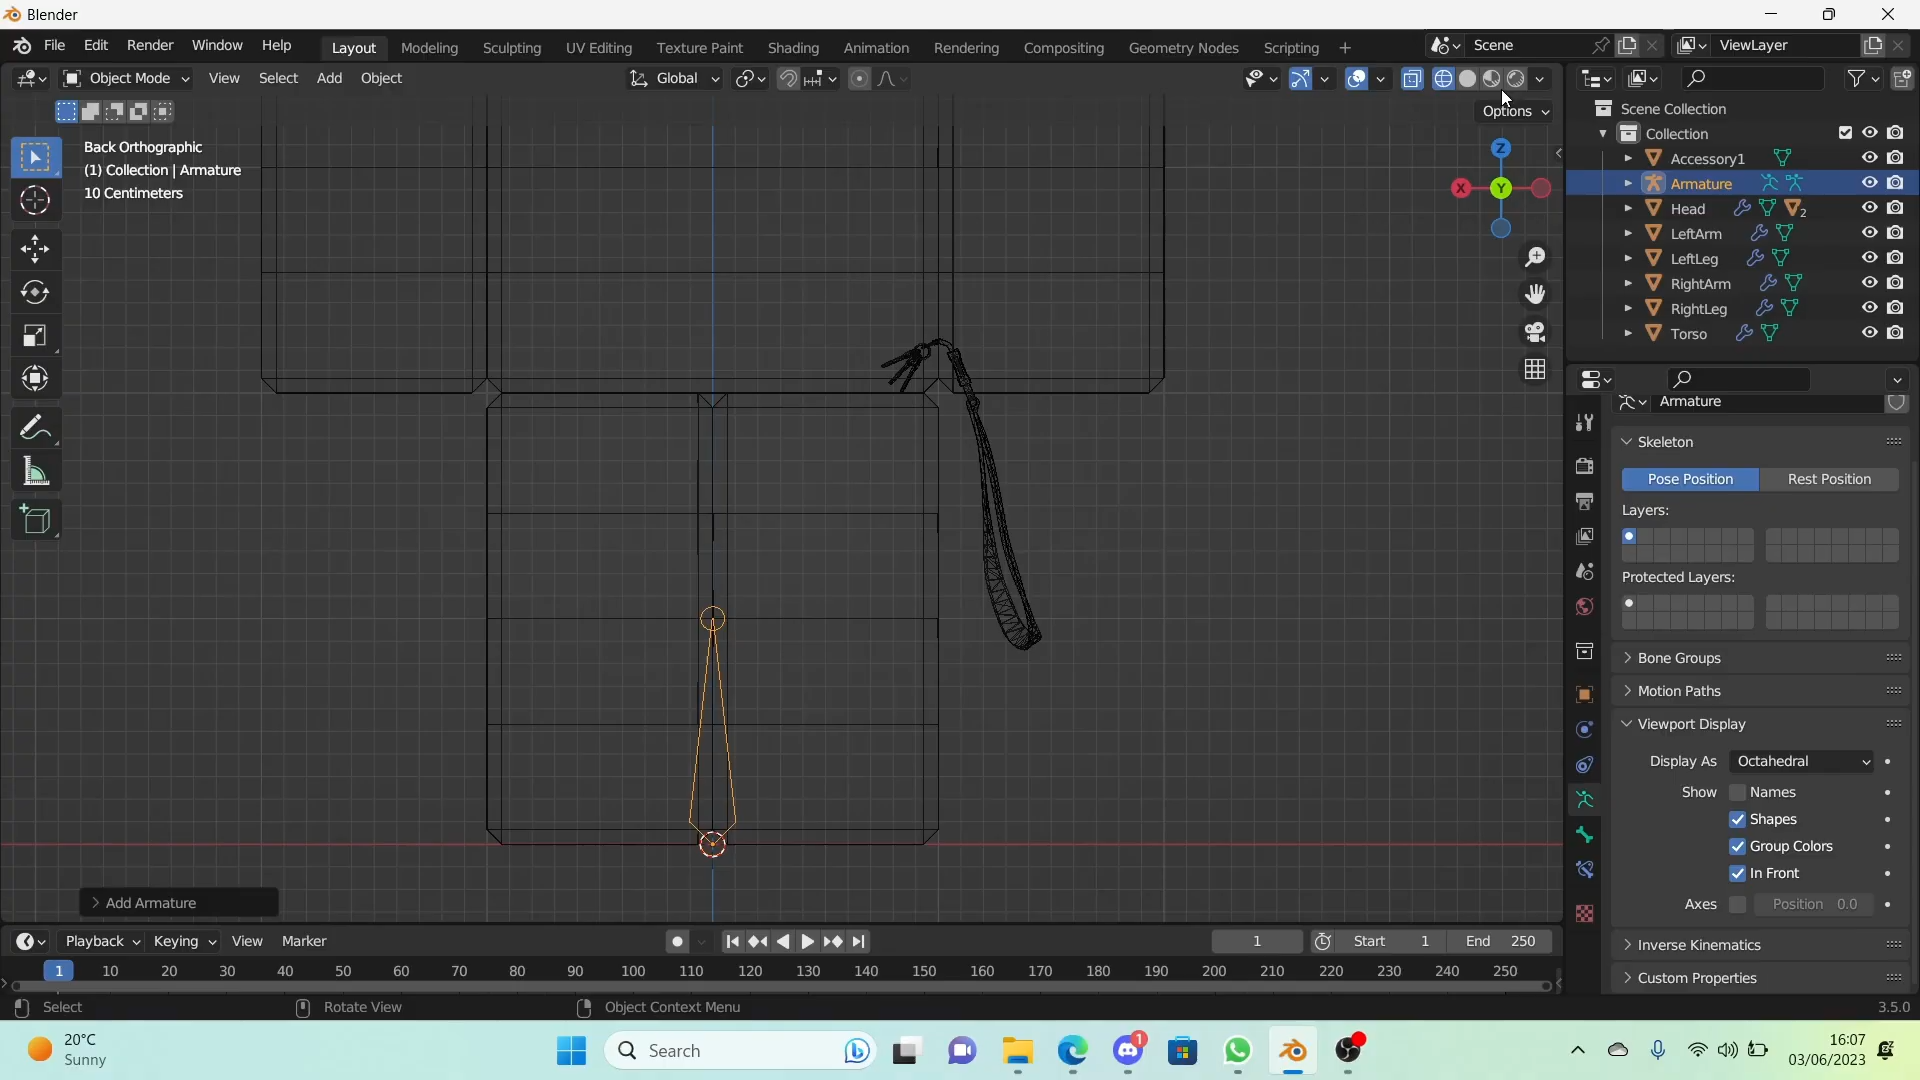 Blender
File Edit Render Window Help Layout Modeling Sculpting UV Editing Texture Paint Shading Animation Rendering Compositing Geometry Nodes Scripting + Scene ViewLayer
Object Mode View Select Add Object Global
Options
Back Orthographic
(1) Collection | Armature
10 Centimeters
Z
X Y
Scene Collection
Collection
Accessory1
Armature
Head 2
LeftArm
LeftLeg
RightArm
RightLeg
Torso
Armature
Skeleton
Pose Position Rest Position
Layers:
Protected Layers:
Bone Groups
Motion Paths
Viewport Display
Display As Octahedral
Show Names
Shapes
Group Colors
In Front
Axes Position 0.0
Inverse Kinematics
Custom Properties
Add Armature
Playback Keying View Marker 1 Start 1 End 250
1 10 20 30 40 50 60 70 80 90 100 110 120 130 140 150 160 170 180 190 200 210 220 230 240 250
Select Rotate View Object Context Menu 3.5.0
20°C
Sunny
Search
1
16:07
03/06/2023